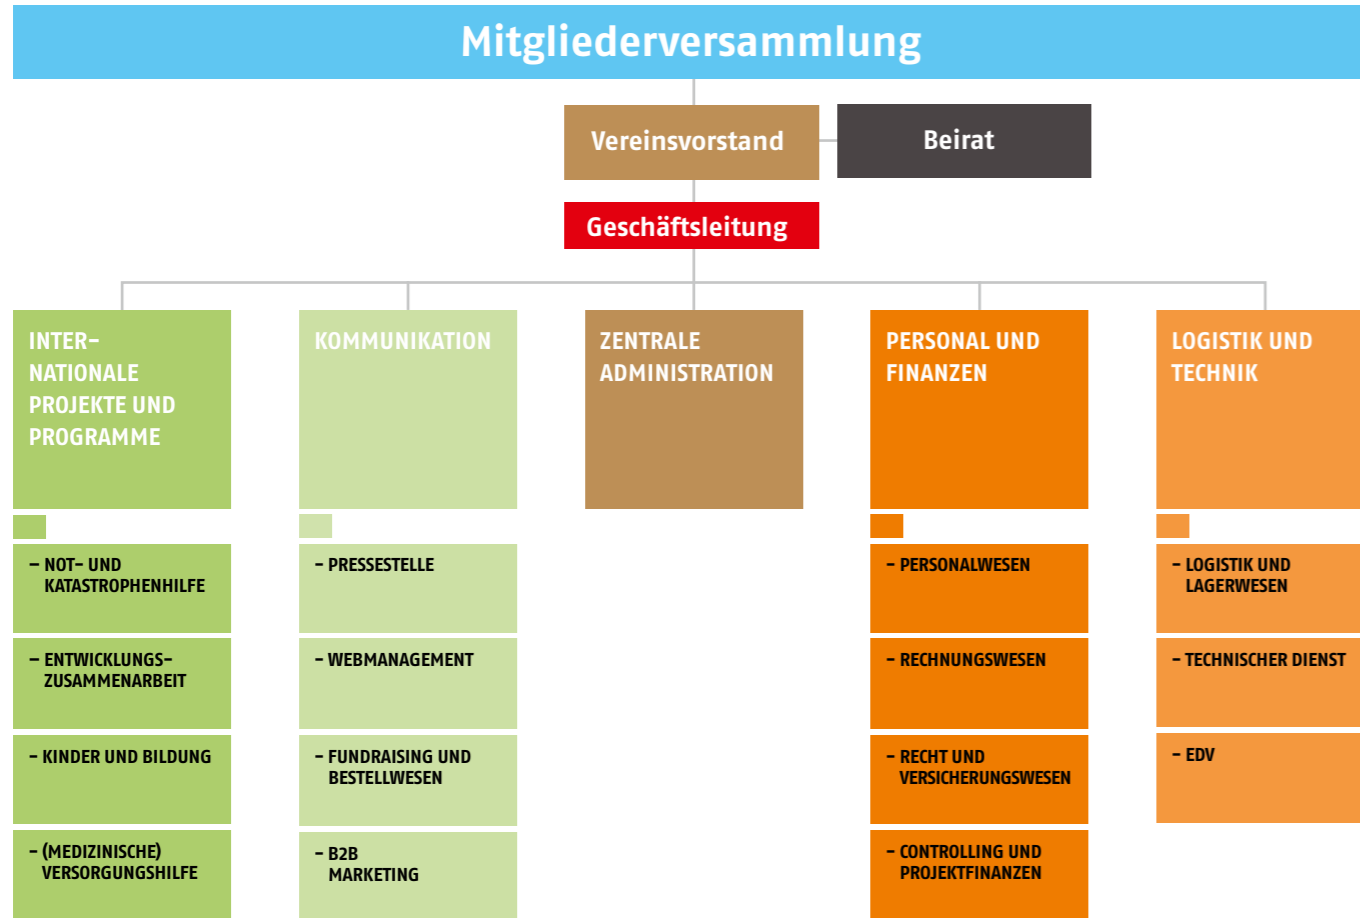 Mitgliederversammlung
Vereinsvorstand
Beirat
Geschäftsleitung
INTER-
NATIONALE
PROJEKTE UND
PROGRAMME
– NOT- UND
KATASTROPHENHILFE
– ENTWICKLUNGS-
ZUSAMMENARBEIT
– KINDER UND BILDUNG
– (MEDIZINISCHE)
VERSORGUNGSHILFE
KOMMUNIKATION
– PRESSESTELLE
– WEBMANAGEMENT
– FUNDRAISING UND
BESTELLWESEN
– B2B
MARKETING
ZENTRALE
ADMINISTRATION
PERSONAL UND
FINANZEN
– PERSONALWESEN
– RECHNUNGSWESEN
– RECHT UND
VERSICHERUNGSWESEN
– CONTROLLING UND
PROJEKTFINANZEN
LOGISTIK UND
TECHNIK
– LOGISTIK UND
LAGERWESEN
– TECHNISCHER DIENST
– EDV